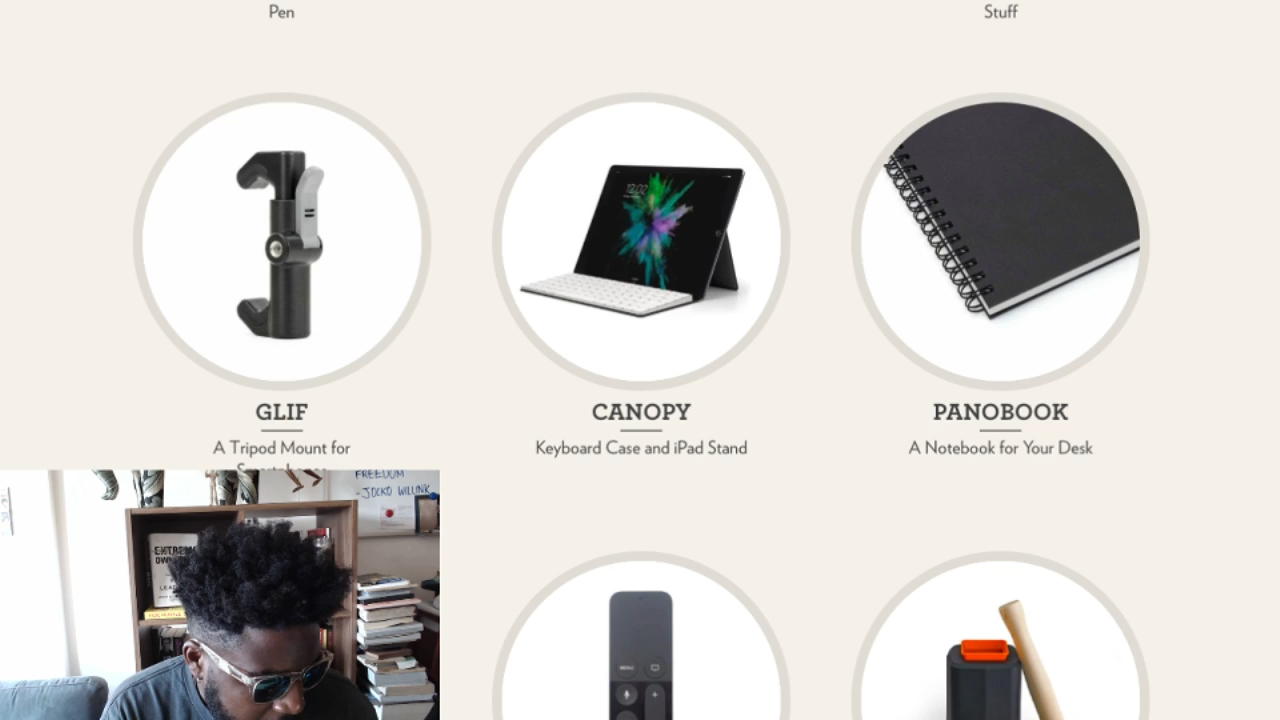 Pen
Stuff
GLIF
CANOPY
PANOBOOK
A Tripod Mount for
Keyboard Case and iPad Stand
A Notebook for Your Desk
FREEDOM
-JOCKO WILLINK
MENU